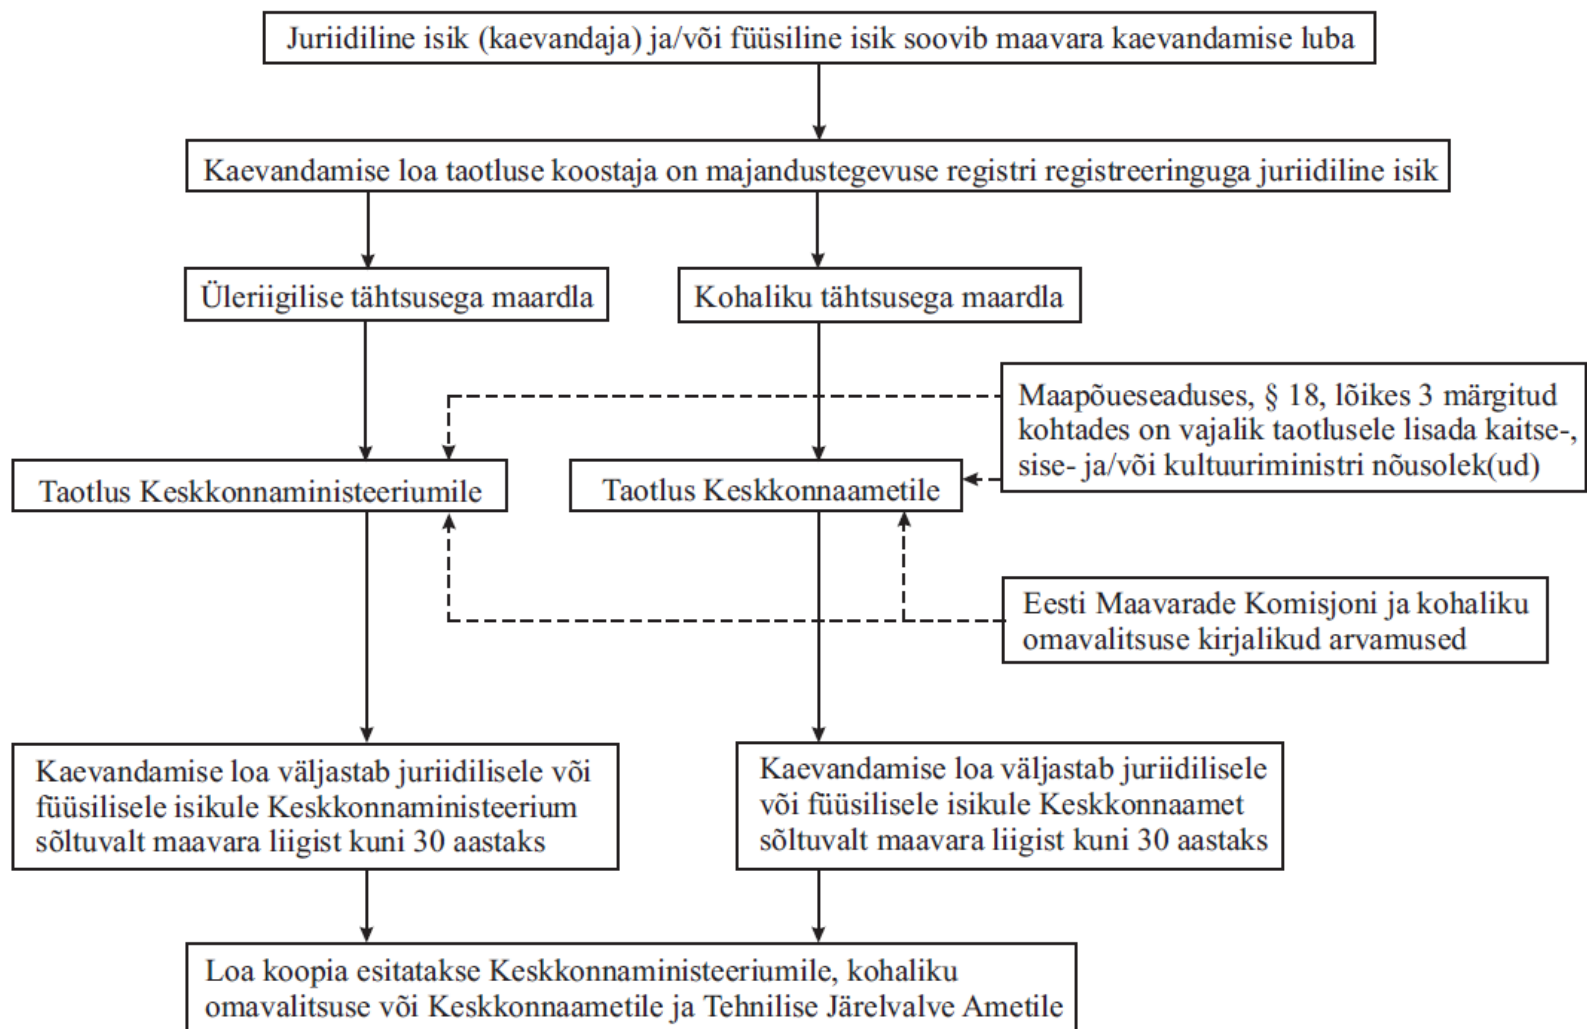 Juriidiline isik (kaevandaja) ja/või füüsiline isik soovib maavara kaevandamise luba
Kaevandamise loa taotluse koostaja on majandustegevuse registri registreeringuga juriidiline isik
Üleriigilise tähtsusega maardla
Kohaliku tähtsusega maardla
Maapõueseaduses, § 18, lõikes 3 märgitud
kohtades on vajalik taotlusele lisada kaitse-,
sise- ja/või kultuuriministri nõusolek(ud)
Taotlus Keskkonnaministeeriumile
Taotlus Keskkonnaametile
Eesti Maavarade Komisjoni ja kohaliku
omavalitsuse kirjalikud arvamused
Kaevandamise loa väljastab juriidilisele või
füüsilisele isikule Keskkonnaministeerium
sõltuvalt maavara liigist kuni 30 aastaks
Kaevandamise loa väljastab juriidilisele
või füüsilisele isikule Keskkonnaamet
sõltuvalt maavara liigist kuni 30 aastaks
Loa koopia esitatakse Keskkonnaministeeriumile, kohaliku
omavalitsuse või Keskkonnaametile ja Tehnilise Järelvalve Ametile